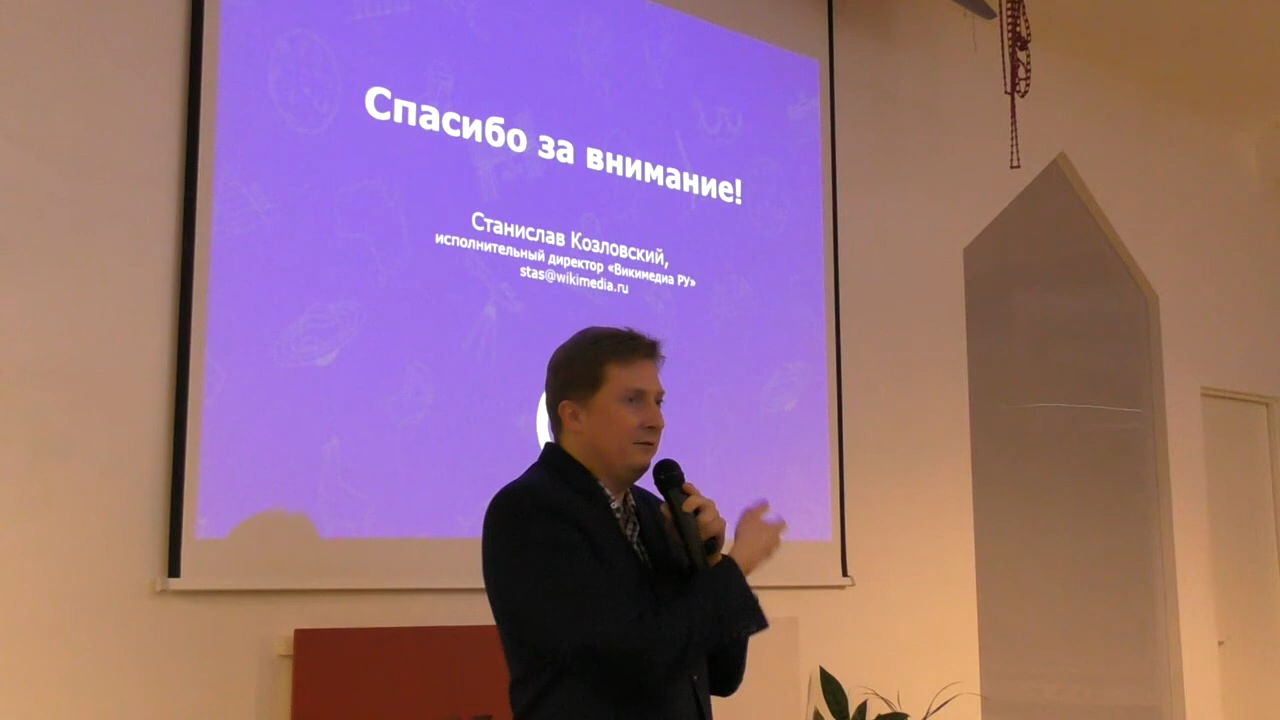 Спасибо за внимание!
Станислав Козловский,
исполнительный директор «Викимедиа РУ»
stas@wikimedia.ru